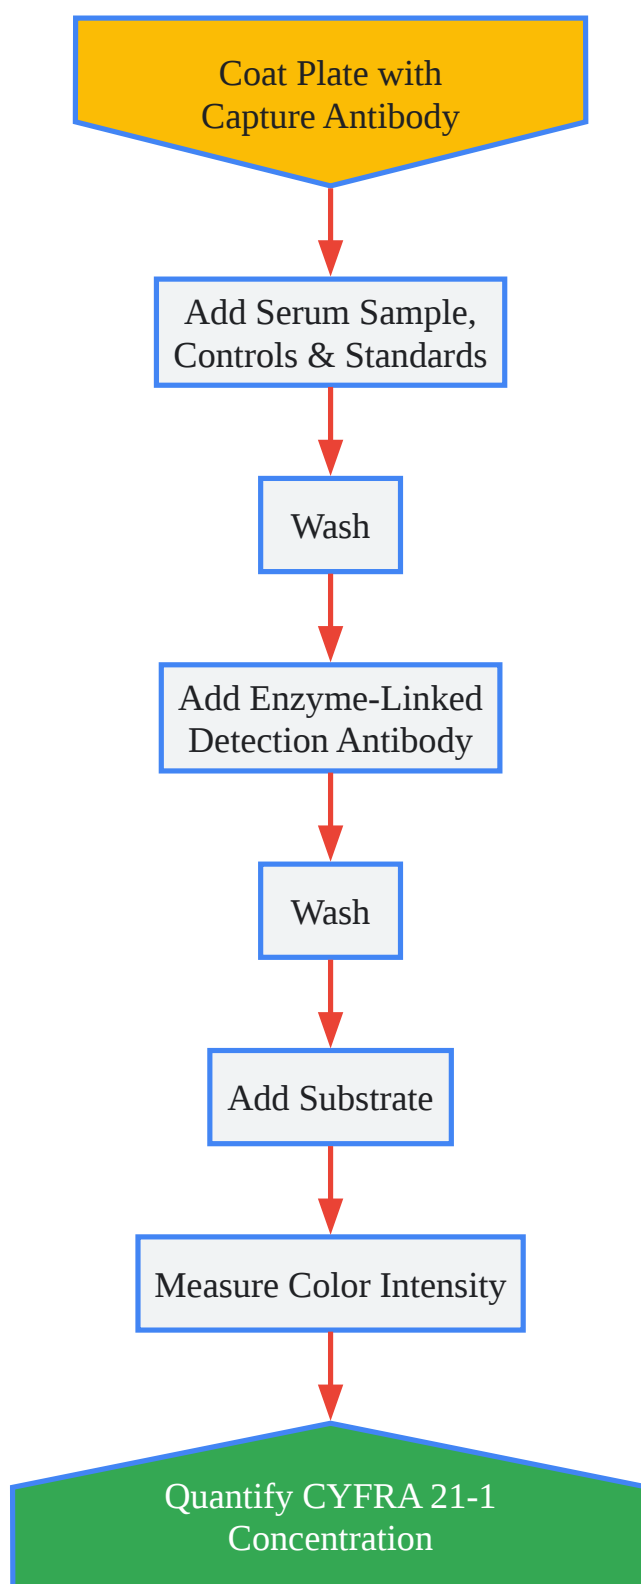 Coat Plate with
Capture Antibody
Add Serum Sample,
Controls & Standards
Wash
Add Enzyme-Linked
Detection Antibody
Wash
Add Substrate
Measure Color Intensity
Quantify CYFRA 21-1
Concentration